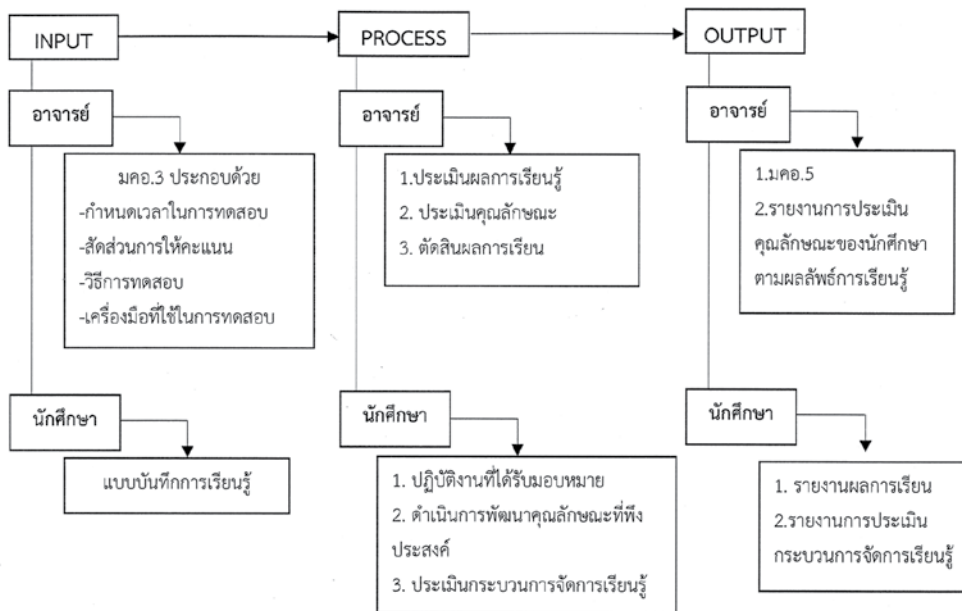 INPUT
PROCESS
OUTPUT
อาจารย์
มคอ.3 ประกอบด้วย
-กำหนดเวลาในการทดสอบ
-สัดส่วนการให้คะแนน
-วิธีการทดสอบ
-เครื่องมือที่ใช้ในการทดสอบ
นักศึกษา
แบบบันทึกการเรียนรู้
อาจารย์
1.ประเมินผลการเรียนรู้
2. ประเมินคุณลักษณะ
3. ตัดสินผลการเรียน
นักศึกษา
1. ปฏิบัติงานที่ได้รับมอบหมาย
2. ดำเนินการพัฒนาคุณลักษณะที่พึง
ประสงค์
3. ประเมินกระบวนการจัดการเรียนรู้
อาจารย์
1.มคอ.5
2.รายงานการประเมิน
คุณลักษณะของนักศึกษา
ตามผลลัพธ์การเรียนรู้
นักศึกษา
1. รายงานผลการเรียน
2.รายงานการประเมิน
กระบวนการจัดการเรียนรู้